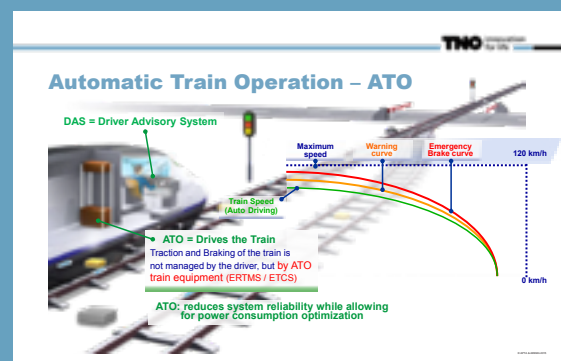 TNO innovation
for life
Automatic Train Operation – ATO
DAS = Driver Advisory System
Maximum
speed
Warning
curve
Emergency
Brake curve
120 km/h
Train Speed
(Auto Driving)
ATO = Drives the Train
Traction and Braking of the train is
not managed by the driver, but by ATO
train equipment (ERTMS / ETCS)
0 km/h
ATO: reduces system reliability while allowing
for power consumption optimization